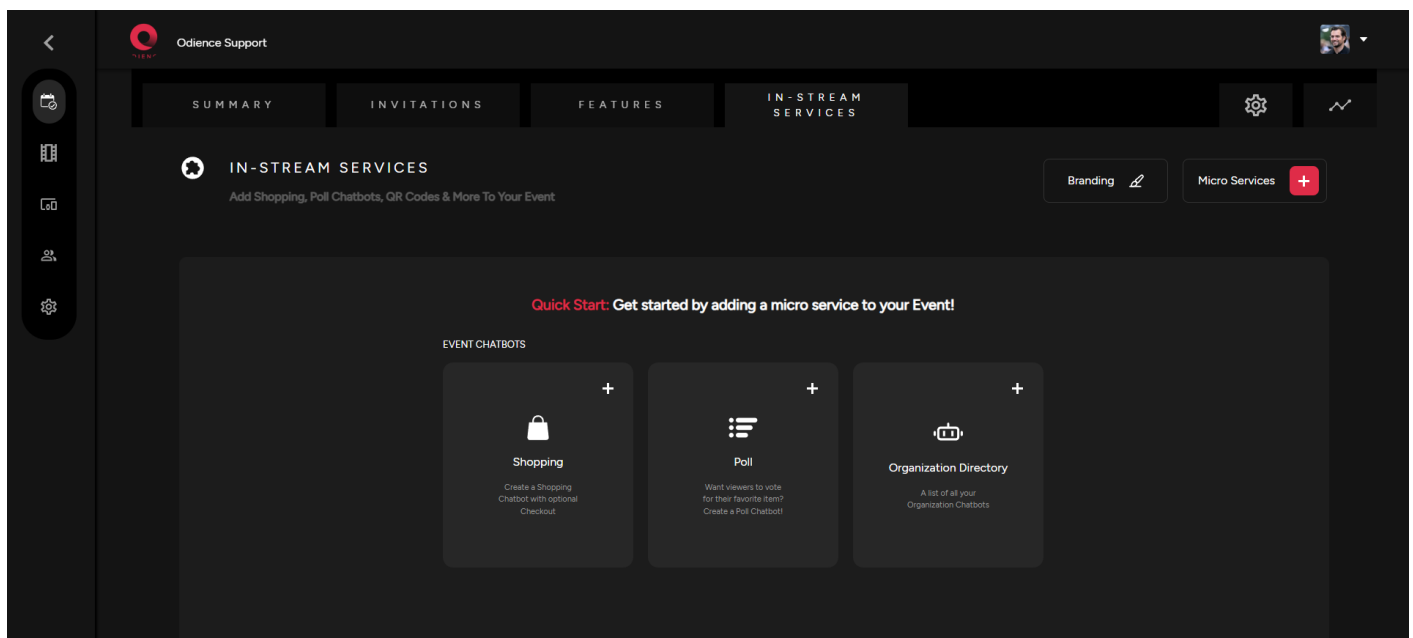 Odience Support
SUMMARY
INVITATIONS
FEATURES
IN-STREAM
SERVICES
IN-STREAM SERVICES
Add Shopping, Poll Chatbots, QR Codes & More To Your Event
Branding
Micro Services
Quick Start: Get started by adding a micro service to your Event!
EVENT CHATBOTS
Shopping
Create a Shopping
Chatbot with optional
Checkout
Poll
Want viewers to vote
for their favorite item?
Create a Poll Chatbot!
Organization Directory
A list of all your
Organization Chatbots